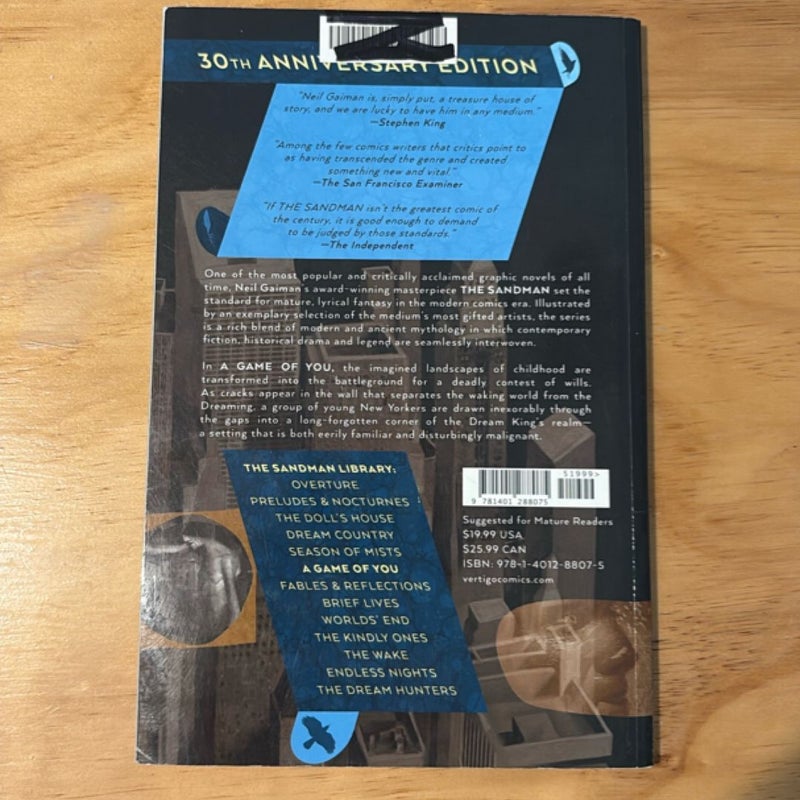 30TH ANNIVERSARY EDITION
"Neil Gaiman is, simply put, a treasure house of
story, and we are lucky to have him in any medium."
—Stephen King
"Among the few comics writers that critics point to
as having transcended the genre and created
something new and vital."
—The San Francisco Examiner
"If THE SANDMAN isn't the greatest comic of
the century, it is good enough to demand
to be judged by those standards."
—The Independent
One of the most popular and critically acclaimed graphic novels of all
time, Neil Gaiman's award-winning masterpiece THE SANDMAN set the
standard for mature, lyrical fantasy in the modern comics era. Illustrated
by an exemplary selection of the medium's most gifted artists, the series
is a rich blend of modern and ancient mythology in which contemporary
fiction, historical drama and legend are seamlessly interwoven.
In A GAME OF YOU, the imagined landscapes of childhood are
transformed into the battleground for a deadly contest of wills.
As cracks appear in the wall that separates the waking world from the
Dreaming, a group of young New Yorkers are drawn inexorably through
the gaps into a long-forgotten corner of the Dream King's realm—
a setting that is both eerily familiar and disturbingly malignant.
THE SANDMAN LIBRARY:
OVERTURE
PRELUDES & NOCTURNES
THE DOLL'S HOUSE
DREAM COUNTRY
SEASON OF MISTS
A GAME OF YOU
FABLES & REFLECTIONS
BRIEF LIVES
WORLDS' END
THE KINDLY ONES
THE WAKE
ENDLESS NIGHTS
THE DREAM HUNTERS
51999>
9 781401 288075
Suggested for Mature Readers
$19.99 USA
$25.99 CAN
ISBN: 978-1-4012-8807-5
vertigocomics.com